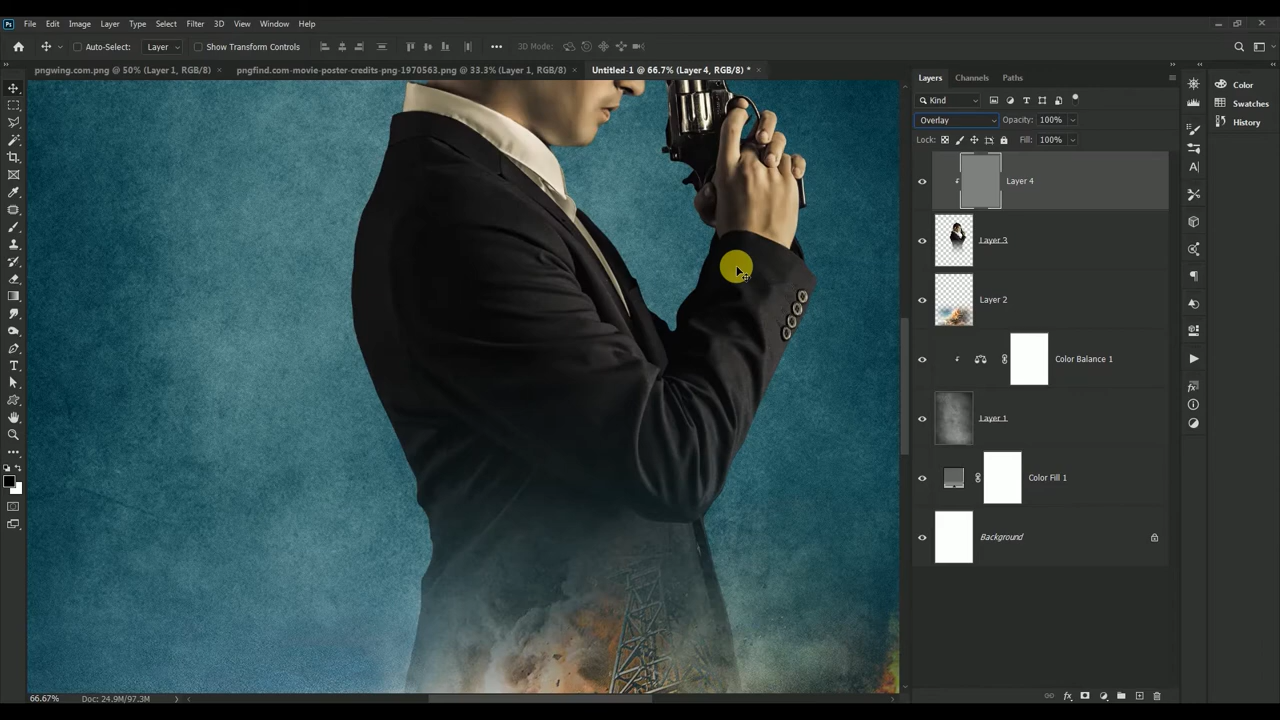 Ps File Edit Image Layer Type Select Filter 3D View Window Help
Auto-Select: Layer Show Transform Controls 3D Mode:
pngwing.com.png @ 50% (Layer 1, RGB/8) × pngfind.com-movie-poster-credits-png-1970563.png @ 33.3% (Layer 1, RGB/8) × Untitled-1 @ 66.7% (Layer 4, RGB/8) * ×
Layers Channels Paths
Color
Kind
Swatches
Overlay Opacity: 100%
History
Lock: Fill: 100%
Layer 4
Layer 3
Layer 2
Color Balance 1
Layer 1
Color Fill 1
Background
66.67% Doc: 24.9M/97.3M